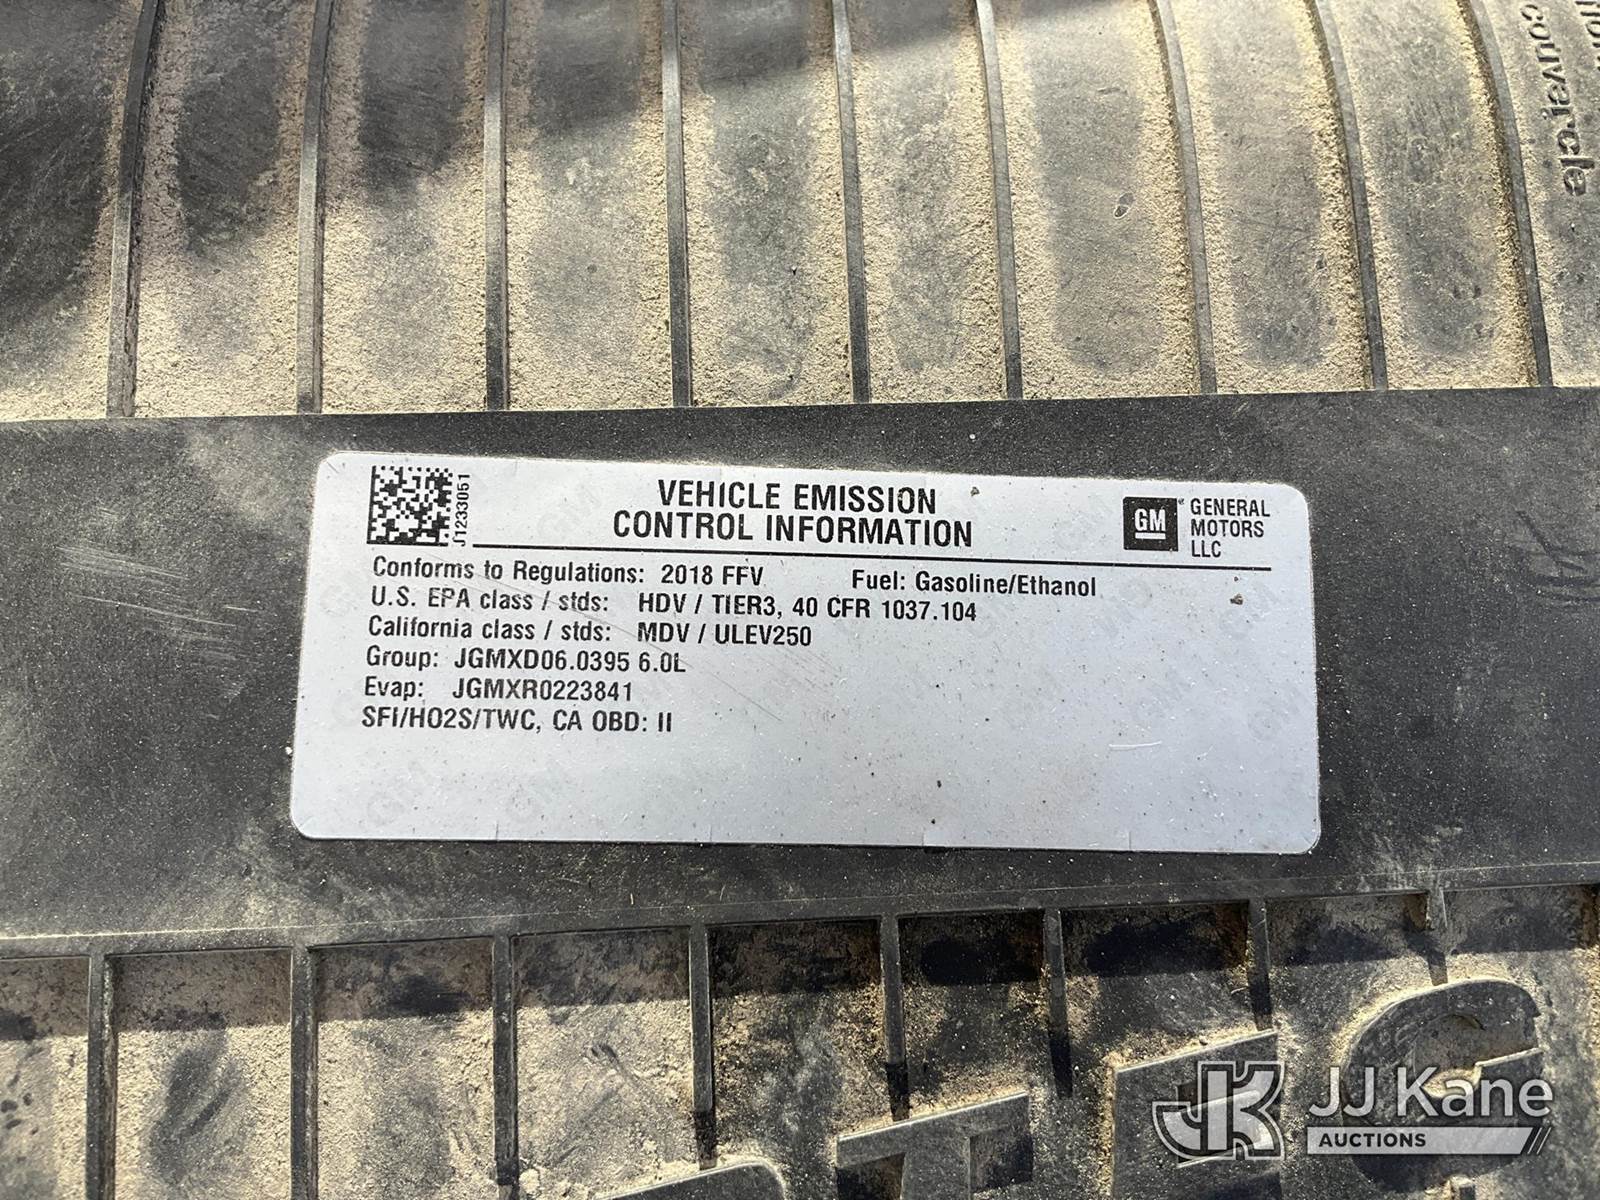 couvercle
J1233051
VEHICLE EMISSION
CONTROL INFORMATION
GM
GENERAL
MOTORS
LLC
Conforms to Regulations: 2018 FFV Fuel: Gasoline/Ethanol
U.S. EPA class / stds: HDV / TIER3, 40 CFR 1037.104
California class / stds: MDV / ULEV250
Group: JGMXD06.0395 6.0L
Evap: JGMXR0223841
SFI/HO2S/TWC, CA OBD: II
JK JJ Kane
AUCTIONS